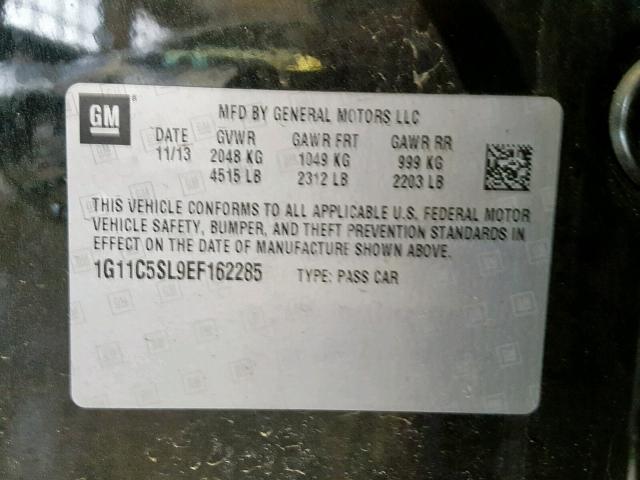 GM ®
MFD BY GENERAL MOTORS LLC
DATE GVWR GAWR FRT GAWR RR
11/13 2048 KG 1049 KG 999 KG
4515 LB 2312 LB 2203 LB
THIS VEHICLE CONFORMS TO ALL APPLICABLE U.S. FEDERAL MOTOR
VEHICLE SAFETY, BUMPER, AND THEFT PREVENTION STANDARDS IN
EFFECT ON THE DATE OF MANUFACTURE SHOWN ABOVE.
1G11C5SL9EF162285 TYPE: PASS CAR